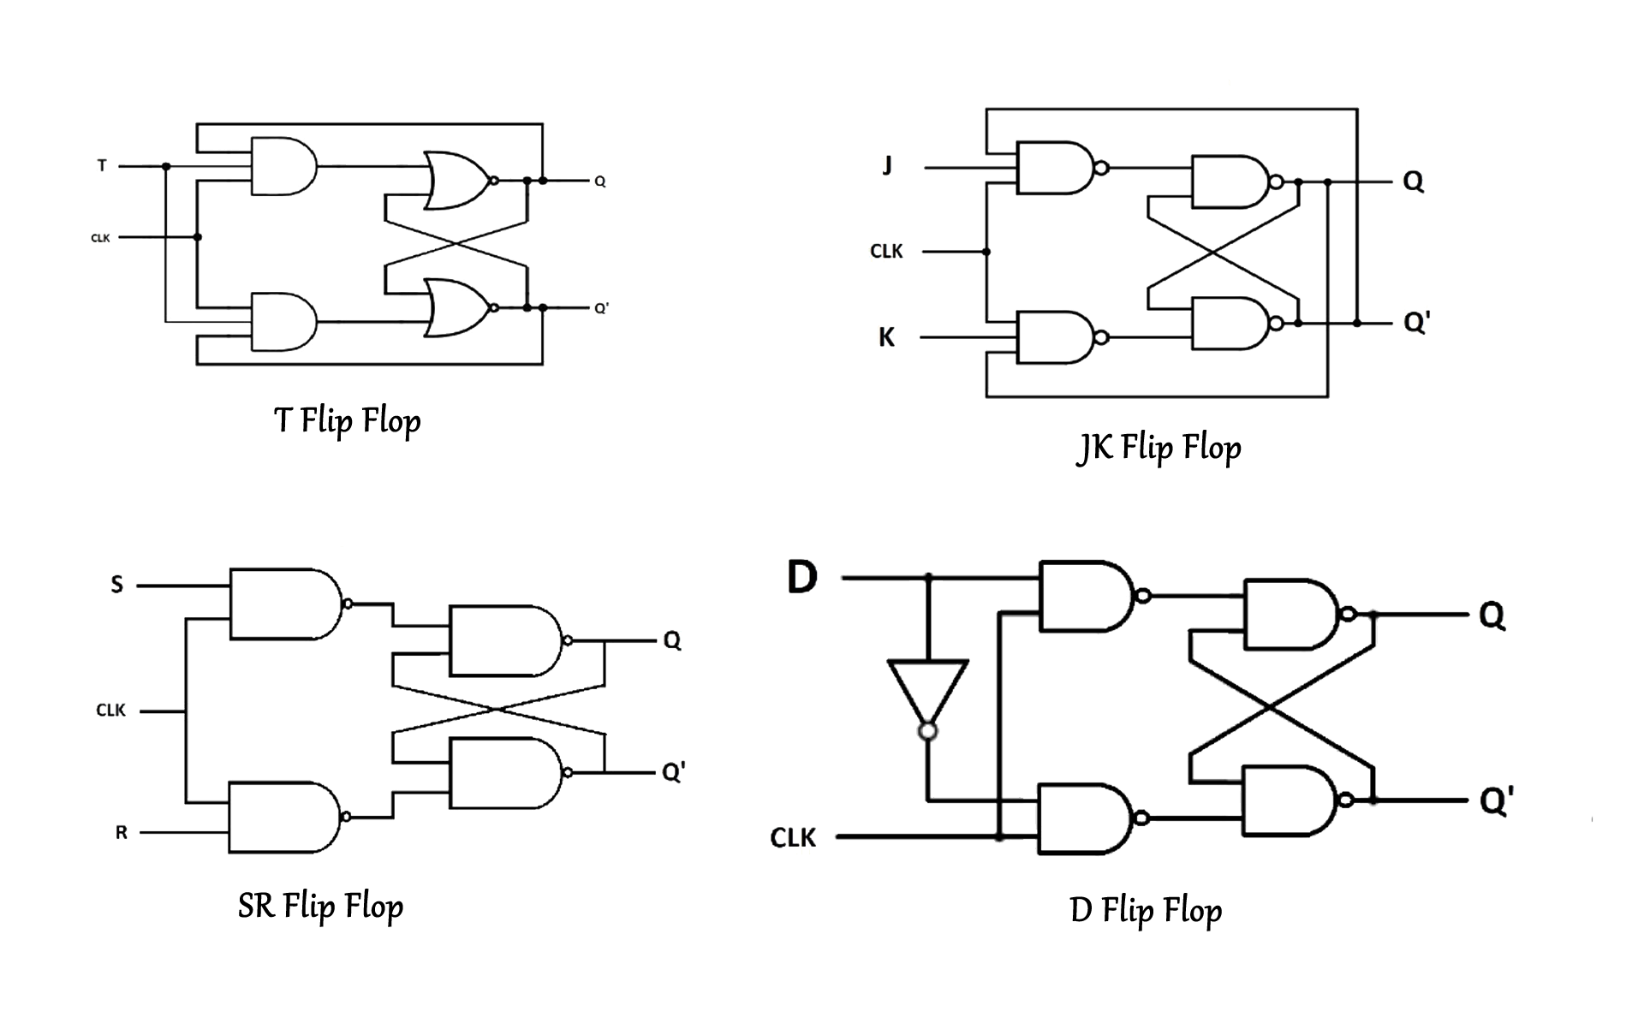 T
CLK
Q
Q'
T Flip Flop
J
CLK
K
Q
Q'
JK Flip Flop
S
CLK
R
Q
Q'
SR Flip Flop
D
CLK
Q
Q'
D Flip Flop